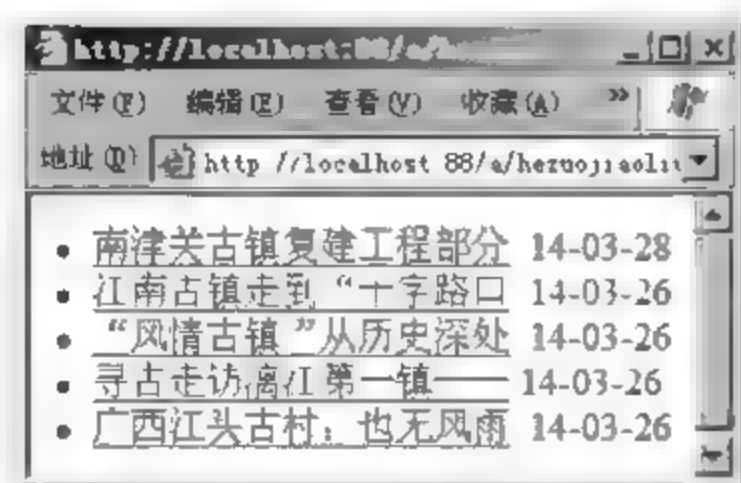 http://localhost:88/a/
文件(F) 编辑(E) 查看(V) 收藏(A) »
地址(D) http //localhost 88/a/hezuojiaoliu
• 南津关古镇复建工程部分 14-03-28
• 江南古镇走到“十字路口 14-03-26
• “风情古镇”从历史深处 14-03-26
• 寻古走访漓江第一镇—— 14-03-26
• 广西江头古村：也无风雨 14-03-26